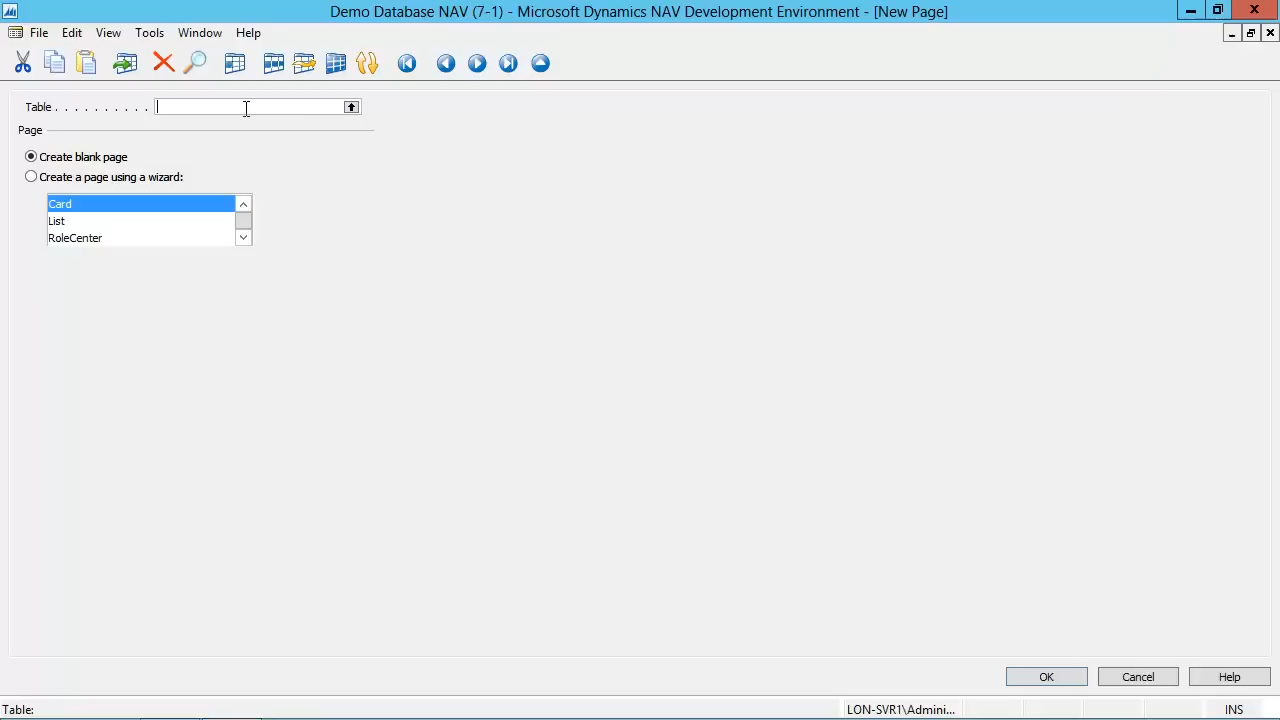 Demo Database NAV (7-1) - Microsoft Dynamics NAV Development Environment - [New Page]
File Edit View Tools Window Help
Table . . . . . . . . . .
Page
Create blank page
Create a page using a wizard:
Card
List
RoleCenter
OK Cancel Help
Table: LON-SVR1\Admini... INS